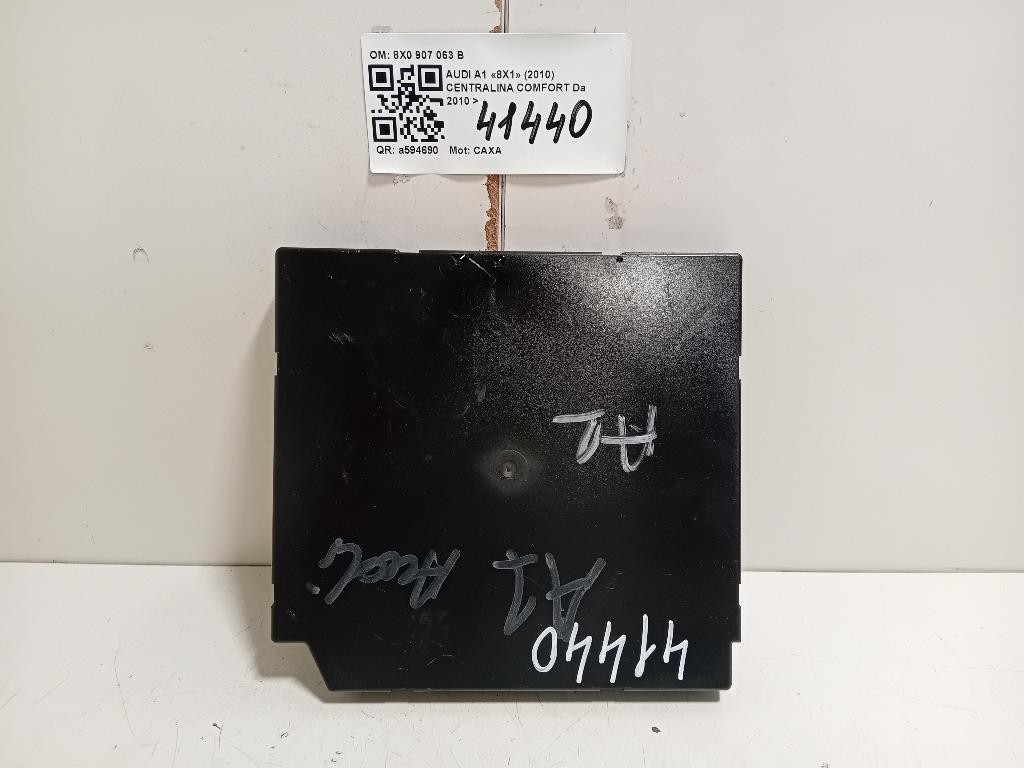 OM: 8X0 907 063 B
AUDI A1 «8X1» (2010)
CENTRALINA COMFORT Da
2010 >
41440
QR: a594690 Mot: CAXA
A1
A1 Audi
41440